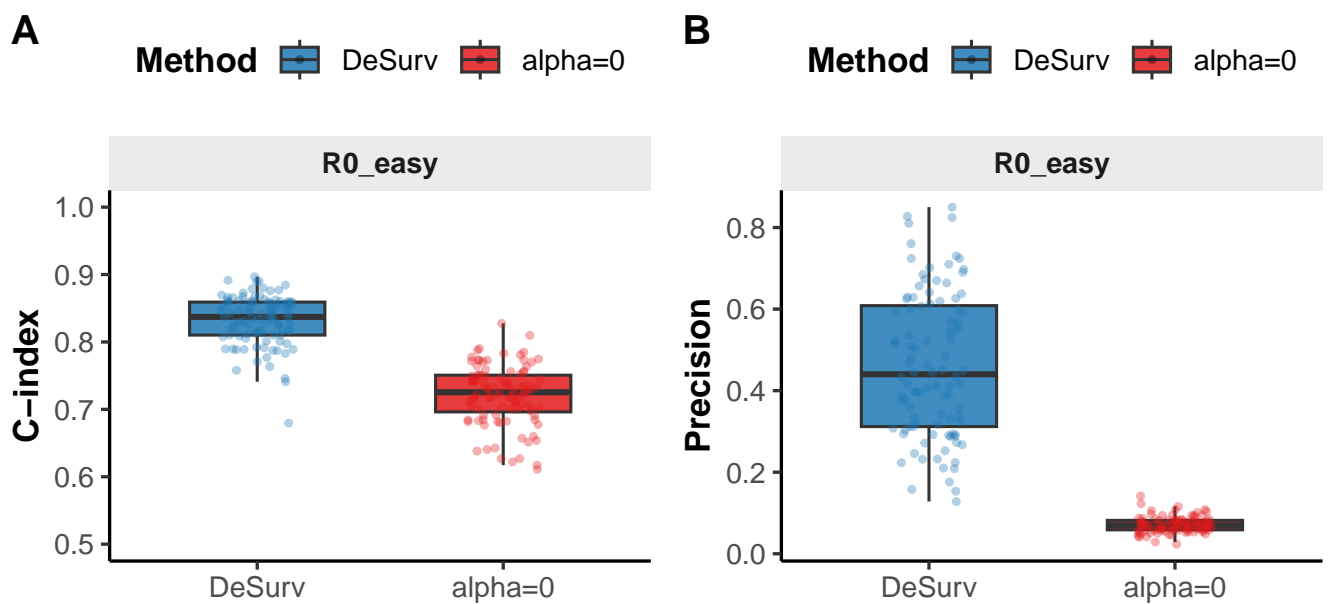 A
Method DeSurv alpha=0
R0_easy
C-index
1.0
0.9
0.8
0.7
0.6
0.5
DeSurv alpha=0
B
Method DeSurv alpha=0
R0_easy
Precision
0.8
0.6
0.4
0.2
0.0
DeSurv alpha=0